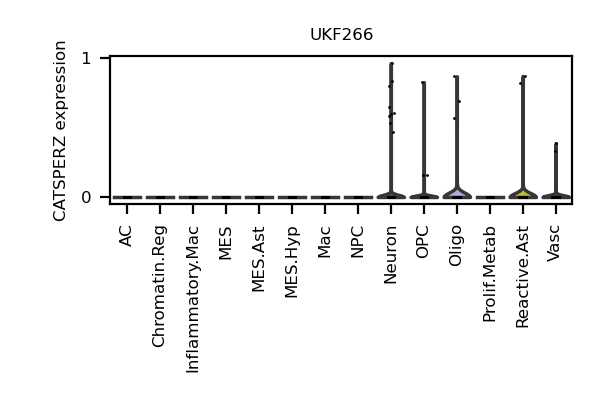 UKF266
CATSPERZ expression
1
0
AC
Chromatin.Reg
Inflammatory.Mac
MES
MES.Ast
MES.Hyp
Mac
NPC
Neuron
OPC
Oligo
Prolif.Metab
Reactive.Ast
Vasc